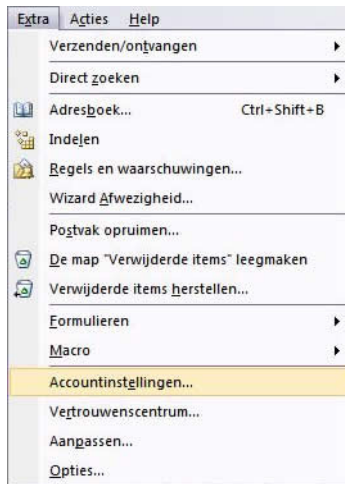 Extra Acties Help
Verzenden/ontvangen
Direct zoeken
Adresboek... Ctrl+Shift+B
Indelen
Regels en waarschuwingen...
Wizard Afwezigheid...
Postvak opruimen...
De map "Verwijderde items" leegmaken
Verwijderde items herstellen...
Formulieren
Macro
Accountinstellingen...
Vertrouwenscentrum...
Aanpassen...
Opties...